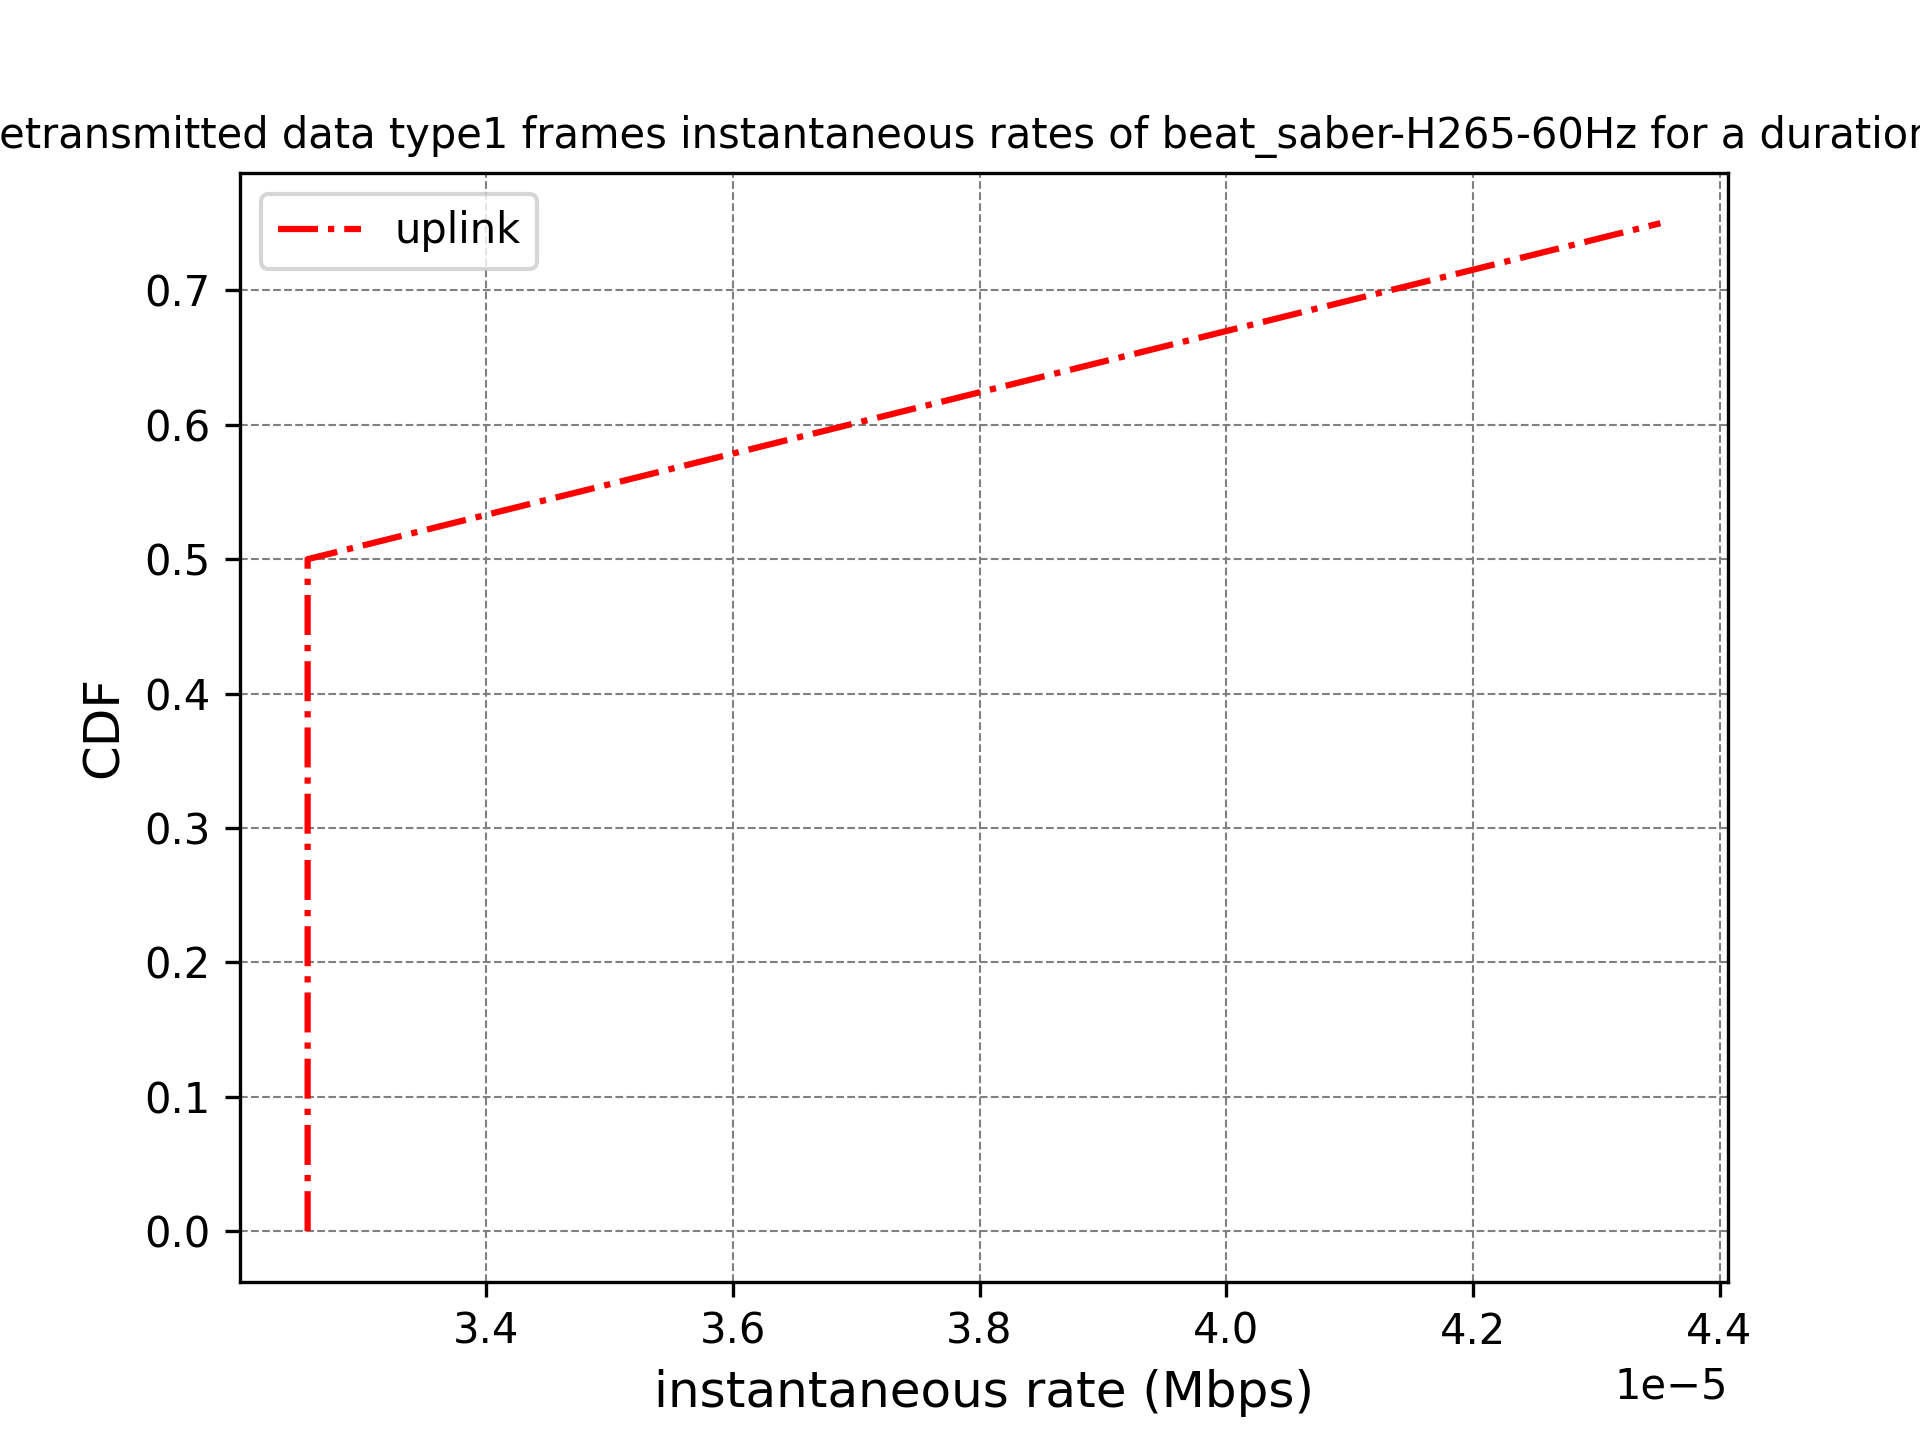 etransmitted data type1 frames instantaneous rates of beat_saber-H265-60Hz for a duration
uplink
0.7
0.6
0.5
0.4
0.3
0.2
0.1
0.0
CDF
3.4 3.6 3.8 4.0 4.2 4.4
1e−5
instantaneous rate (Mbps)